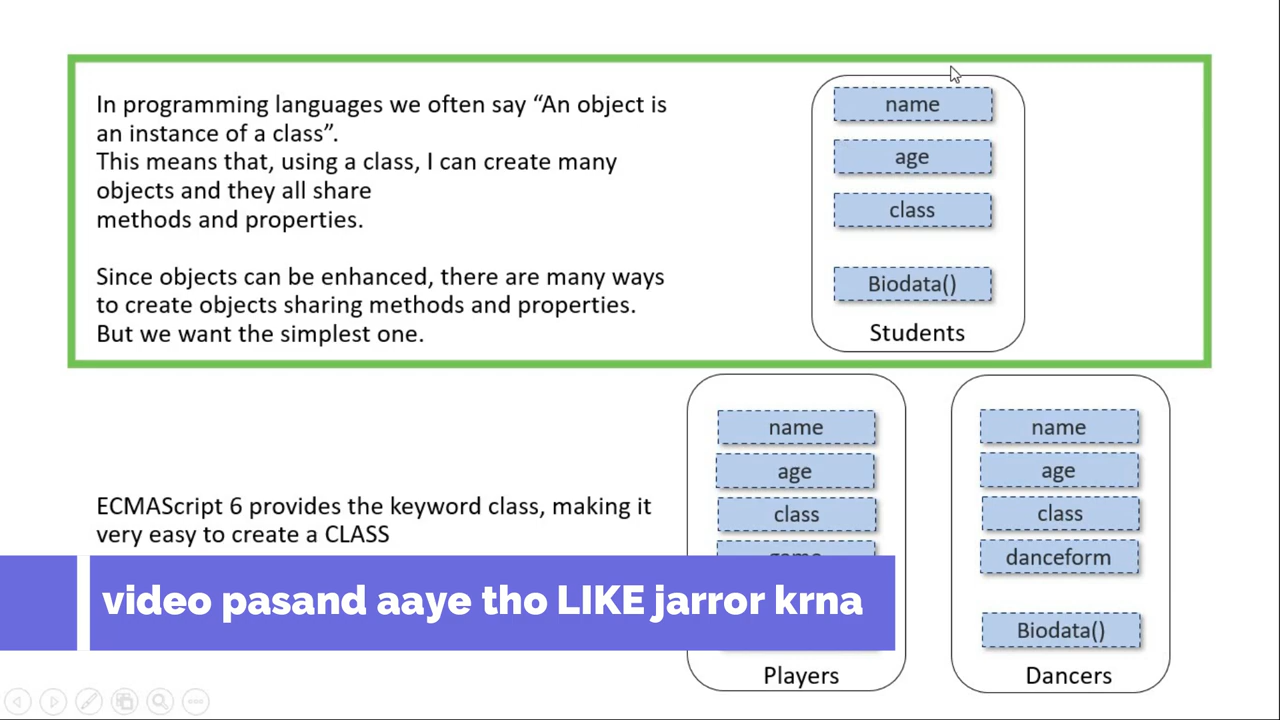 In programming languages we often say “An object is
an instance of a class”.
This means that, using a class, I can create many
objects and they all share
methods and properties.
Since objects can be enhanced, there are many ways
to create objects sharing methods and properties.
But we want the simplest one.
name
age
class
Biodata()
Students
ECMAScript 6 provides the keyword class, making it
very easy to create a CLASS
name
age
class
Players
name
age
class
danceform
Biodata()
Dancers
video pasand aaye tho LIKE jarror krna